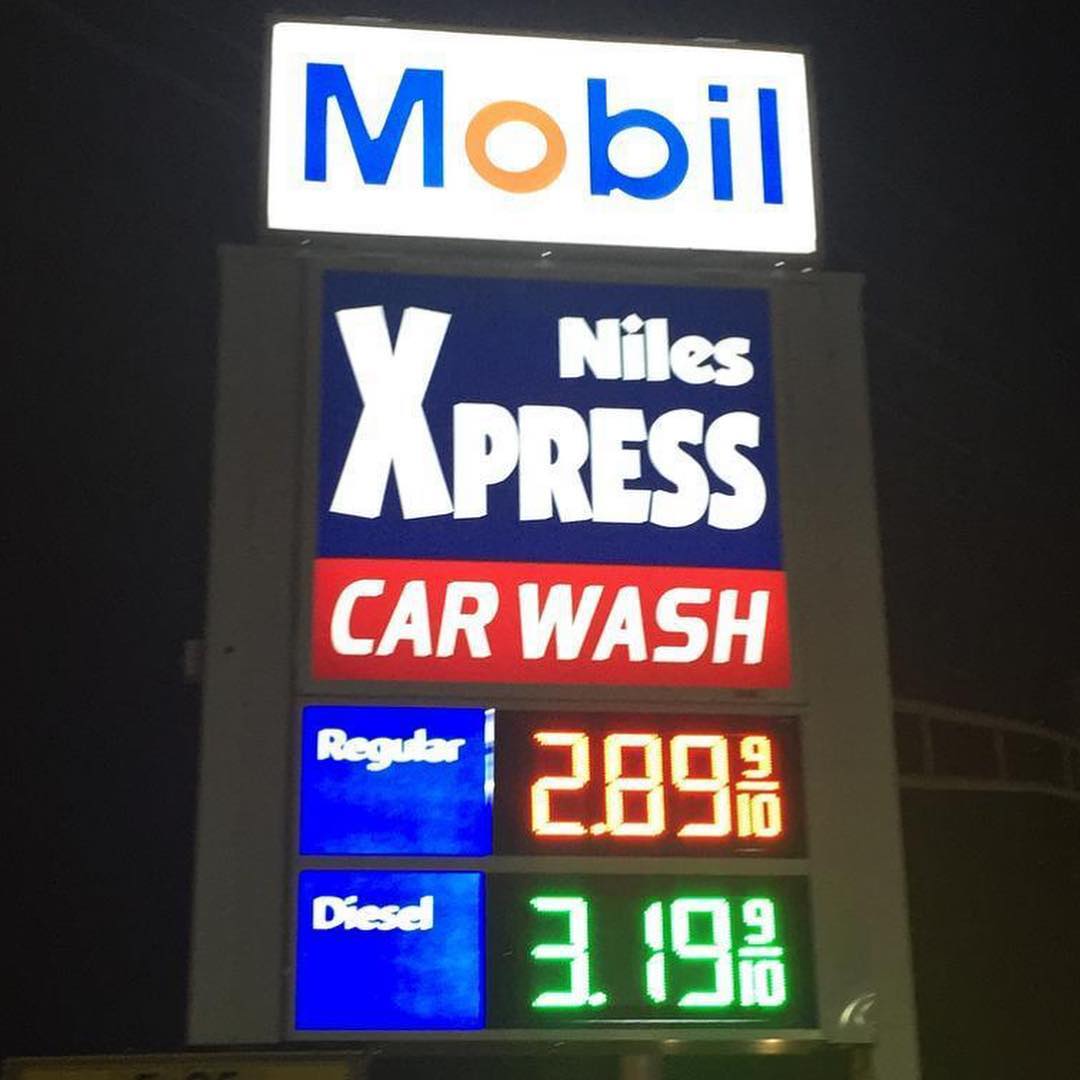 Mobil
Niles
XPRESS
CAR WASH
Regular 2.89 9/10
Diesel 3.19 9/10